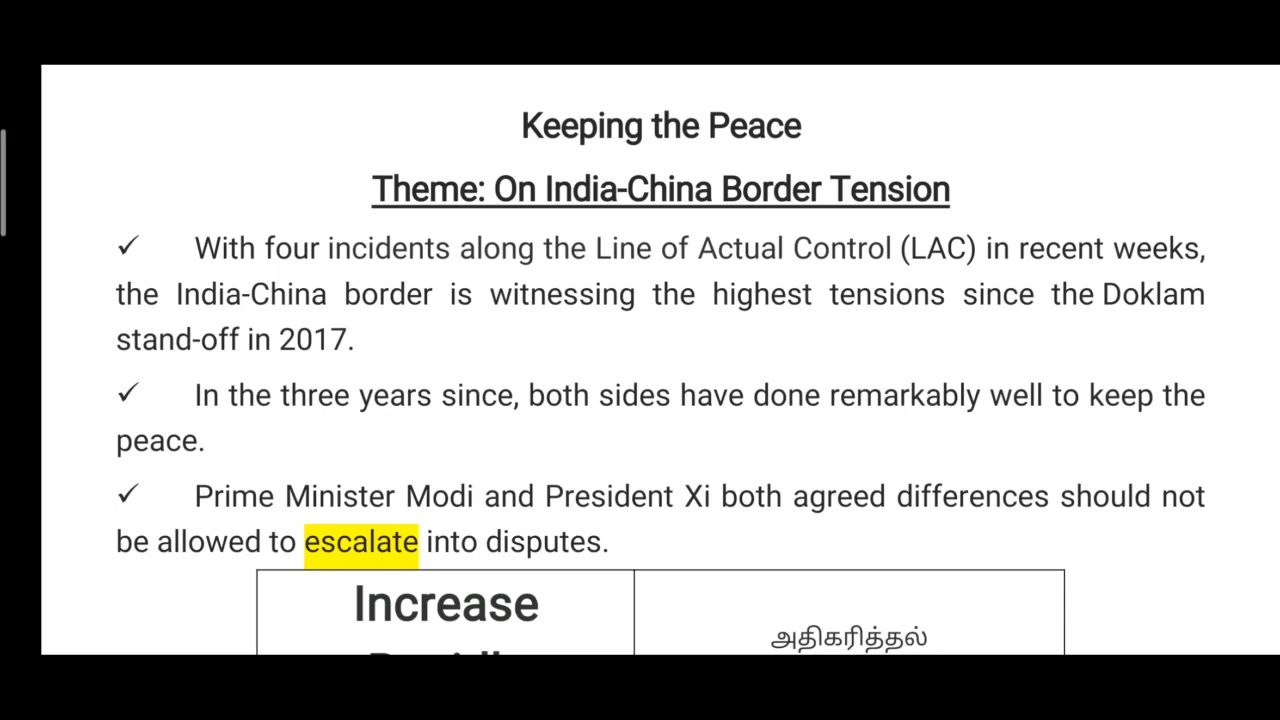 Keeping the Peace
Theme: On India-China Border Tension
✓ With four incidents along the Line of Actual Control (LAC) in recent weeks,
the India-China border is witnessing the highest tensions since the Doklam
stand-off in 2017.
✓ In the three years since, both sides have done remarkably well to keep the
peace.
✓ Prime Minister Modi and President Xi both agreed differences should not
be allowed to escalate into disputes.
Increase
அதிகரித்தல்